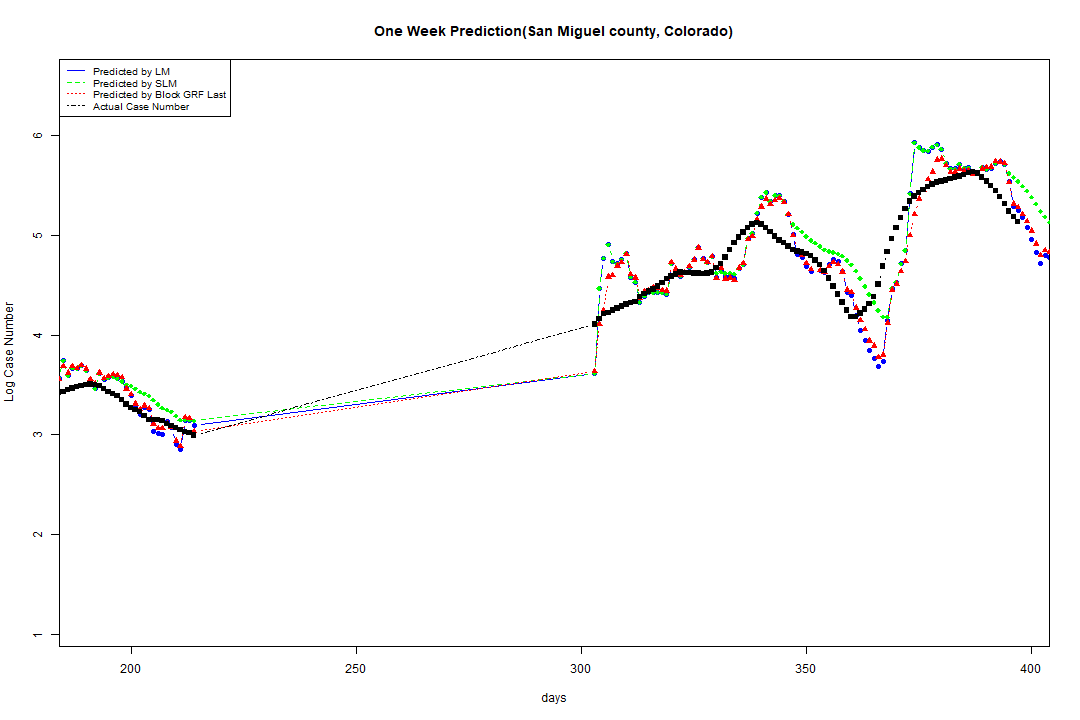 One Week Prediction(San Miguel county, Colorado)
Predicted by LM
Predicted by SLM
Predicted by Block GRF Last
Actual Case Number
Log Case Number
6
5
4
3
2
1
200 250 300 350 400
days